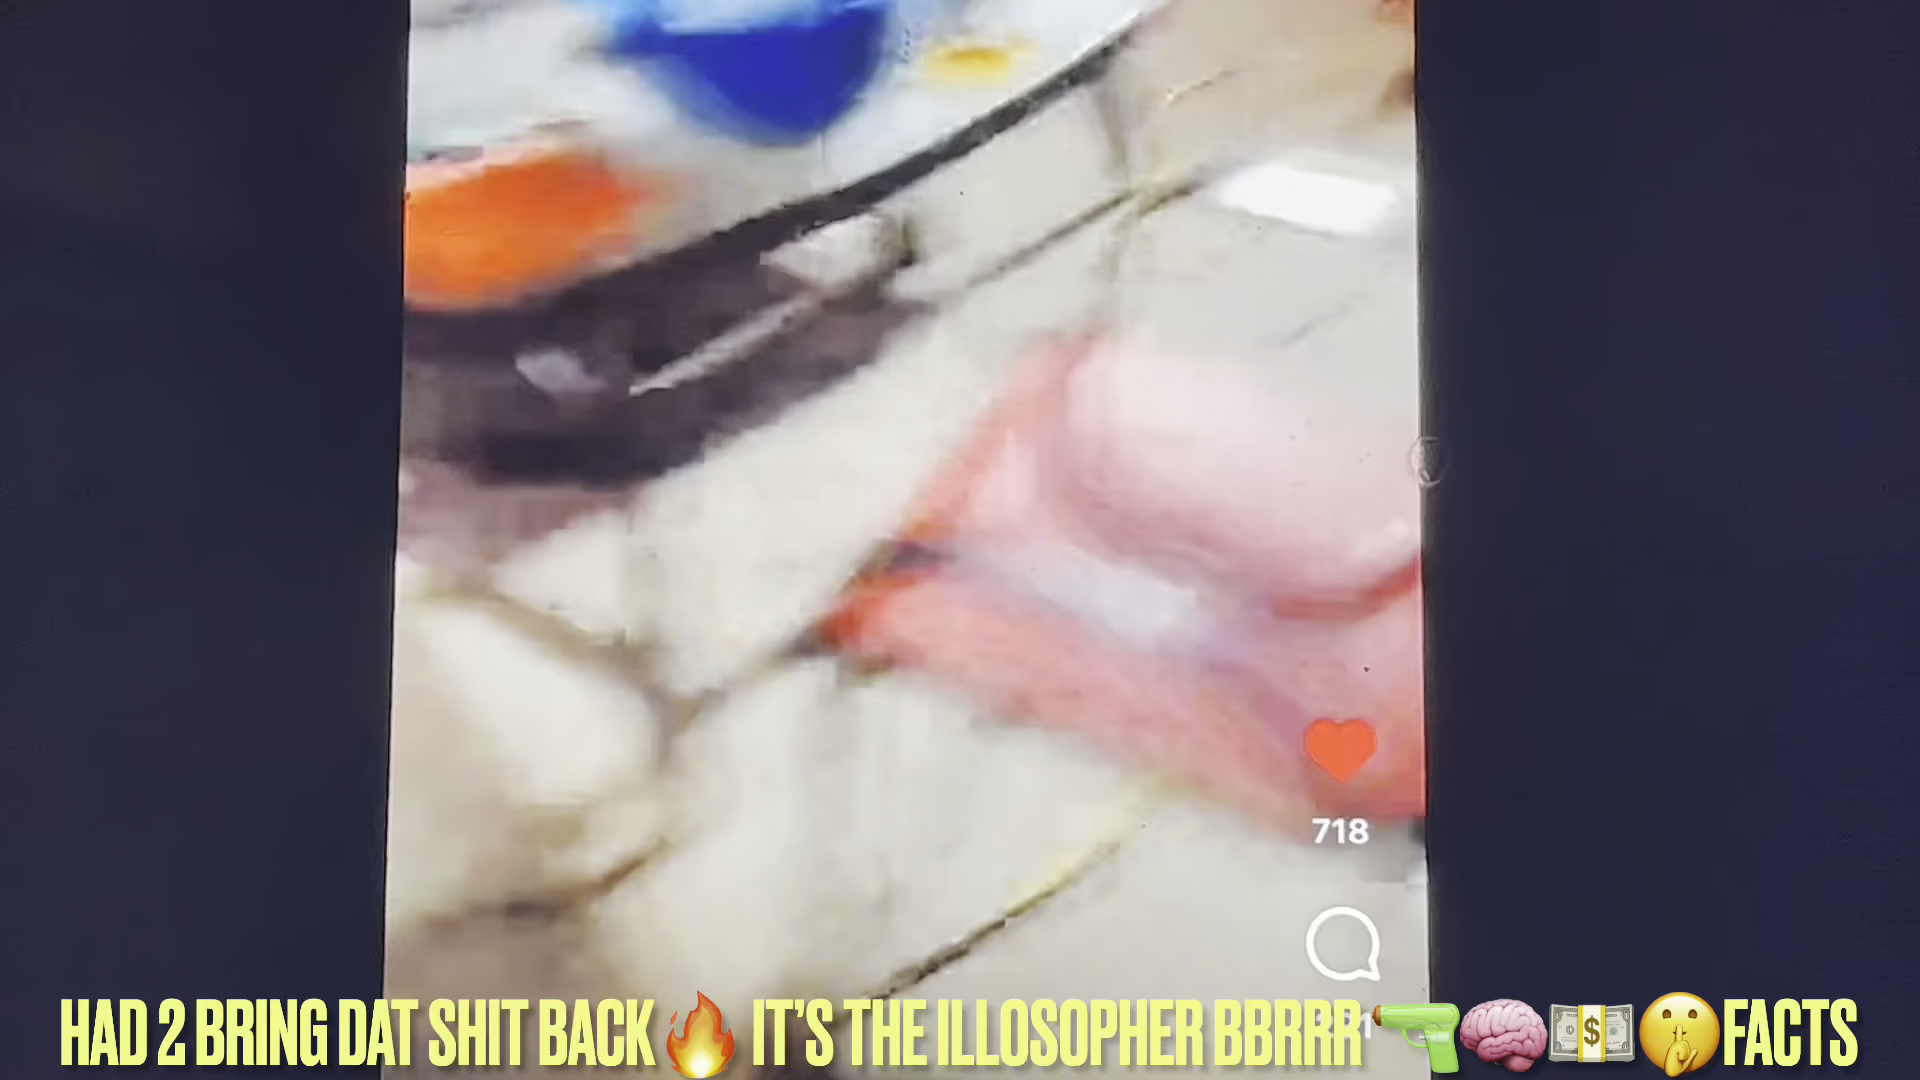 718
HAD 2 BRING DAT SHIT BACK🔥 IT'S THE ILLOSOPHER BBRRR🔫🧠💵🤫FACTS